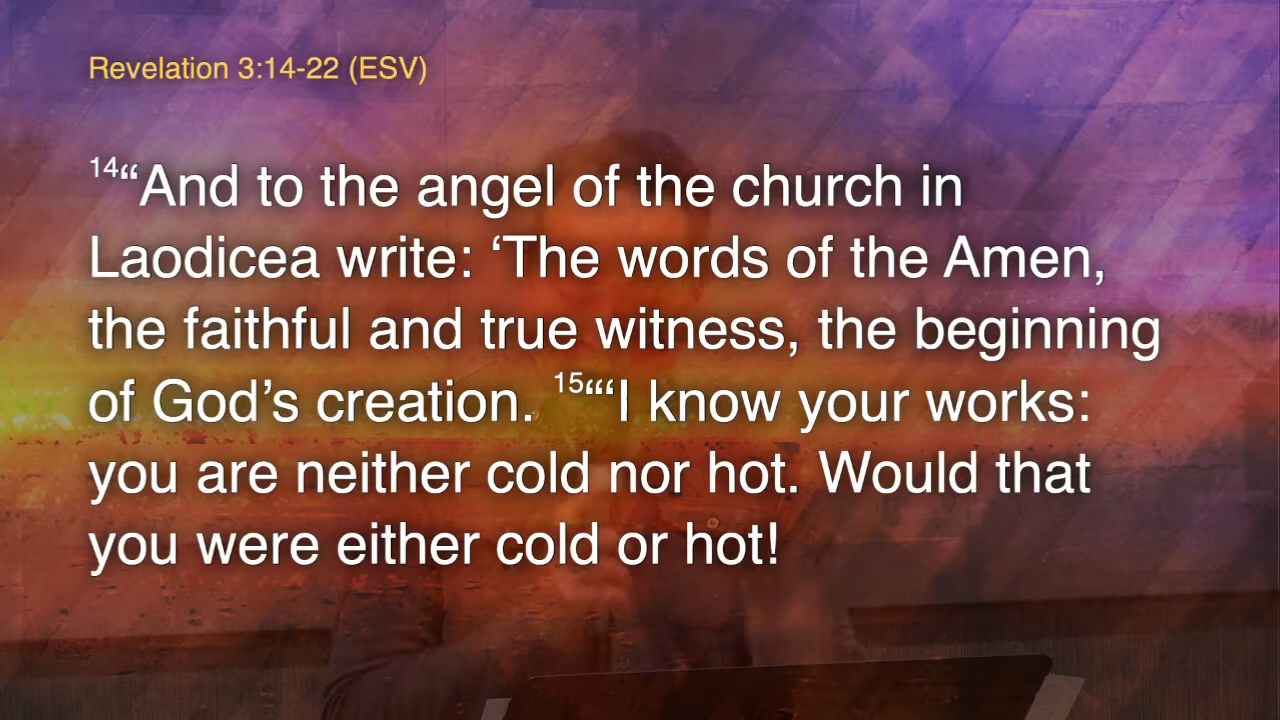 Revelation 3:14-22 (ESV)
14“And to the angel of the church in
Laodicea write: ‘The words of the Amen,
the faithful and true witness, the beginning
of God’s creation. 15“‘I know your works:
you are neither cold nor hot. Would that
you were either cold or hot!